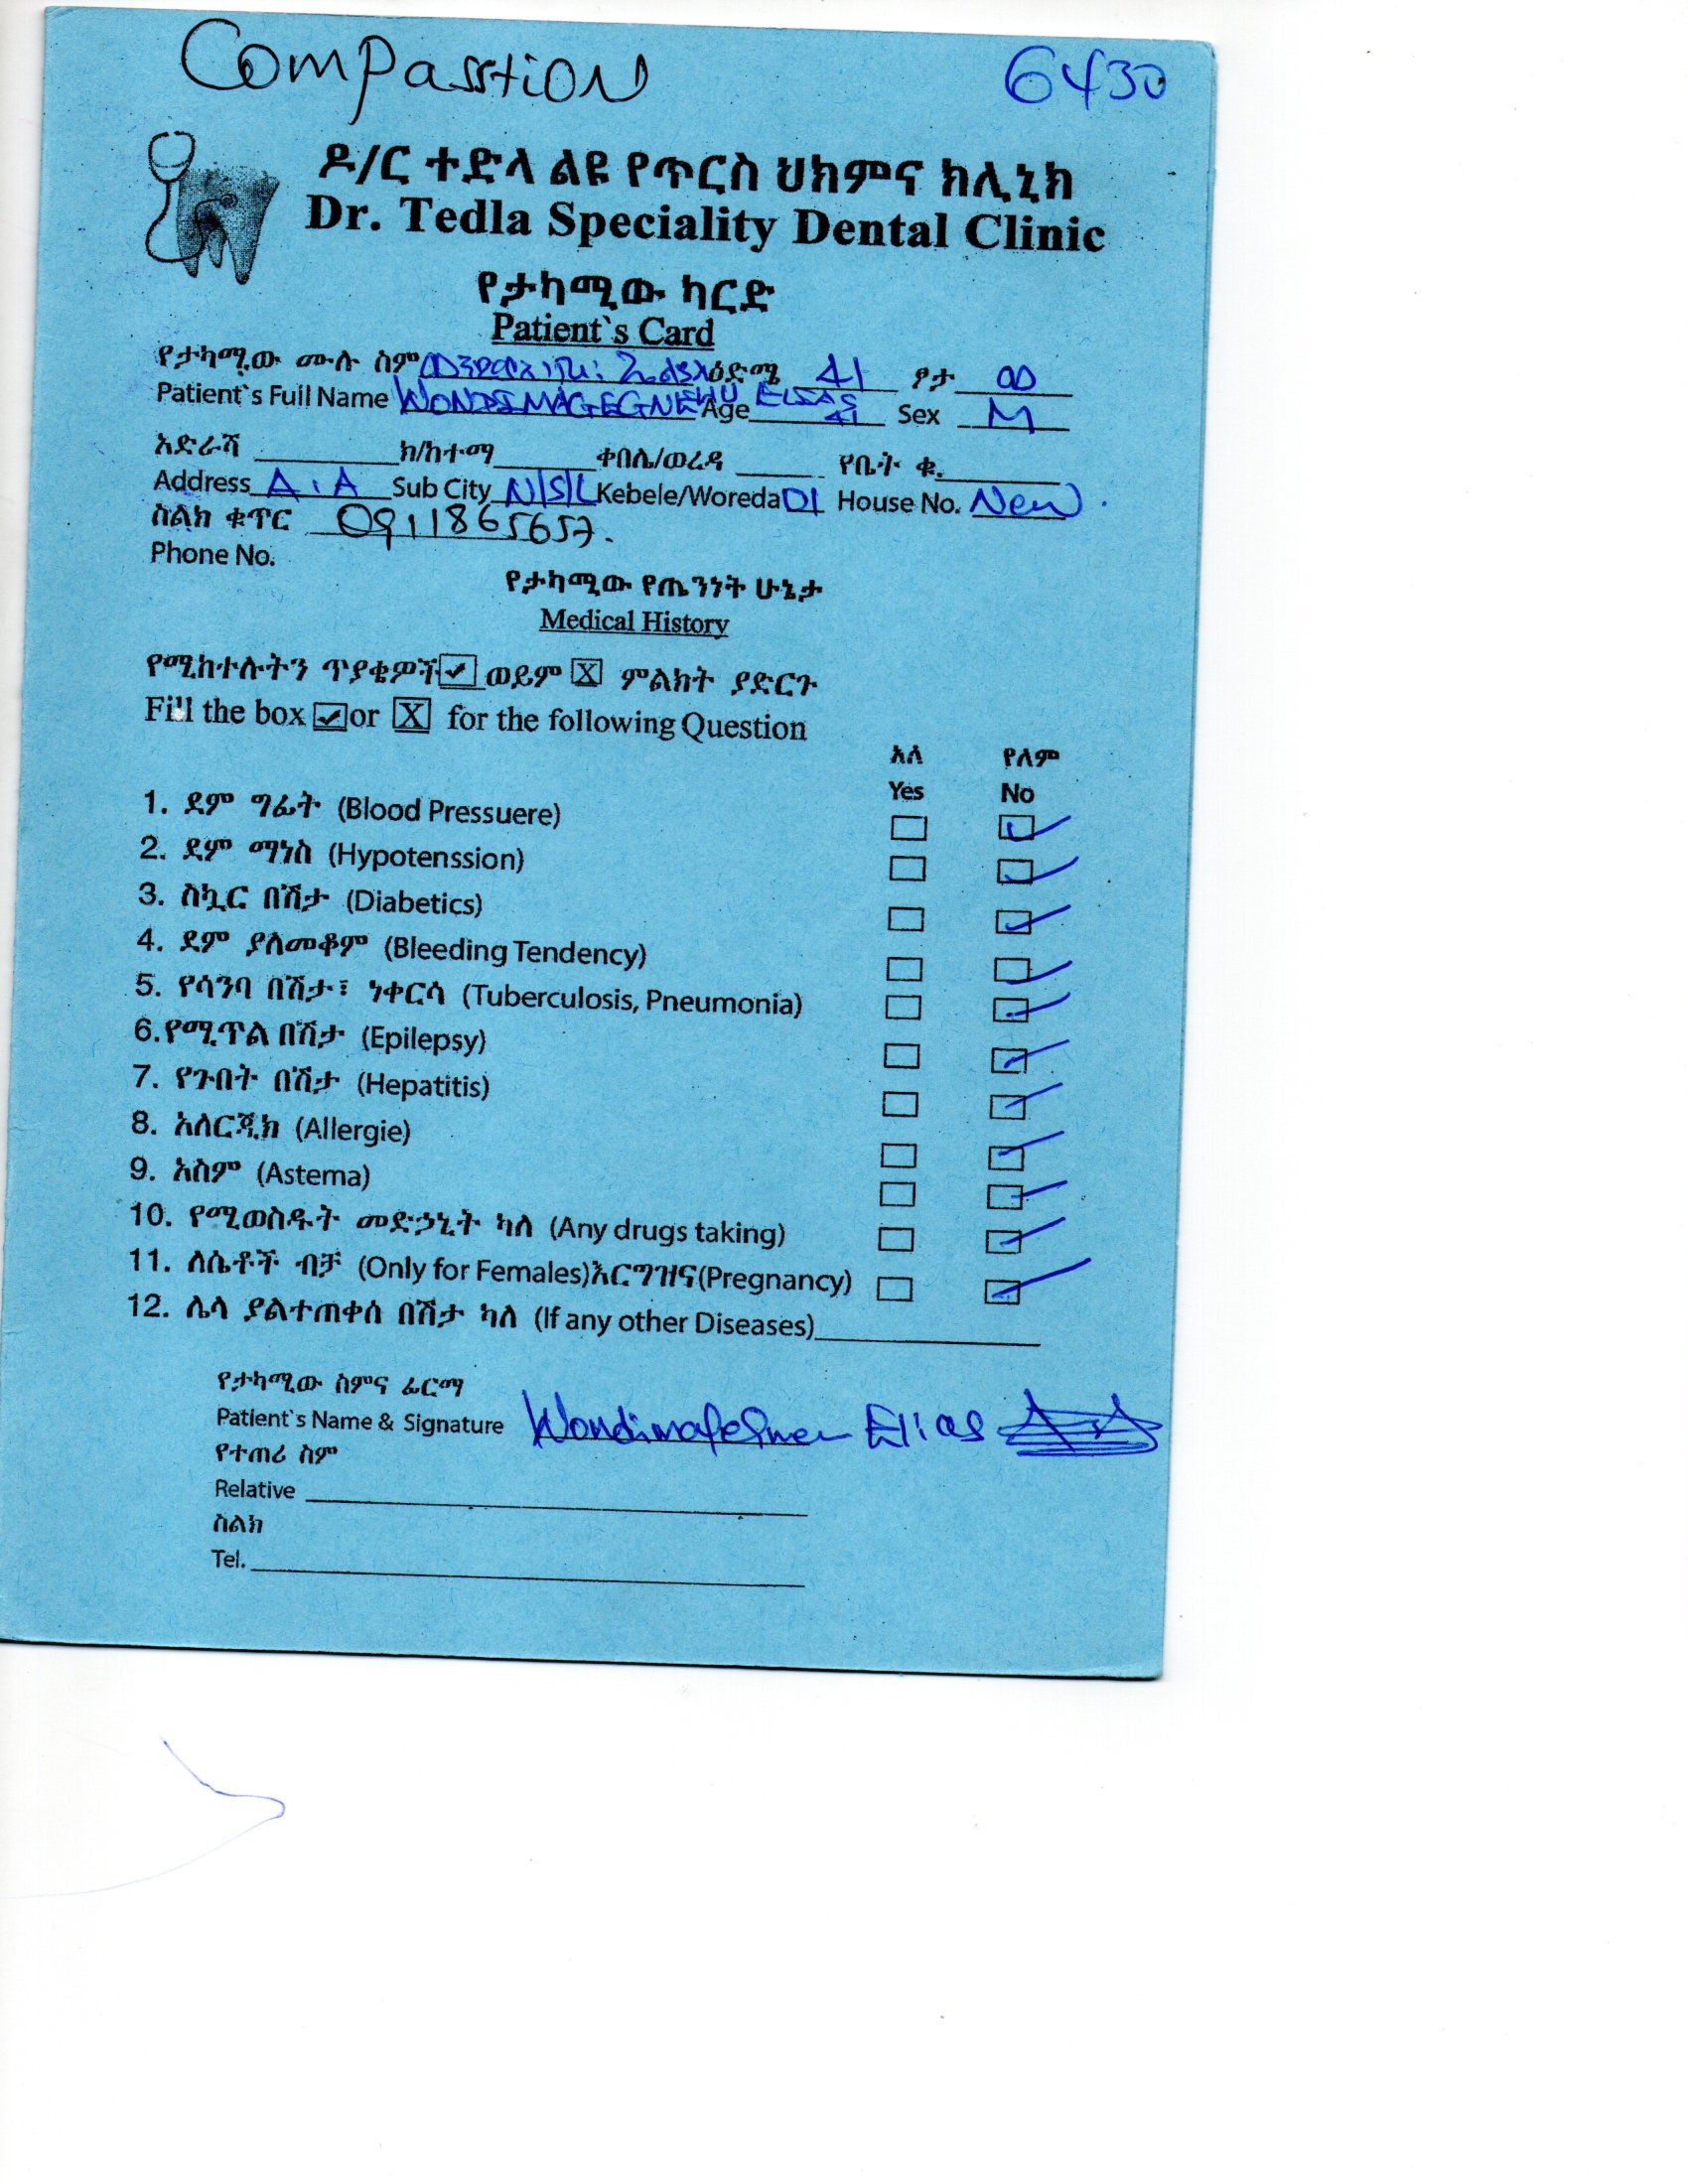 Compasstion 6430
ዶ/ር ተድላ ልዩ የጥርስ ህክምና ክሊኒክ
Dr. Tedla Speciality Dental Clinic
የታካሚው ካርድ
Patient`s Card
የታካሚው ሙሉ ስም ዕድሜ 41 ፆታ ወ
Patient`s Full Name WONDIMAGEGNEHU ELIAS Age 41 Sex M
አድራሻ ክ/ከተማ ቀበሌ/ወረዳ የቤት ቁ.
Address A.A Sub City N/S/L Kebele/Woreda 01 House No. New
ስልክ ቁጥር 0911865657.
Phone No.
የታካሚው የጤንነት ሁኔታ
Medical History
የሚከተሉትን ጥያቄዎች ወይም X ምልክት ያድርጉ
Fill the box or X for the following Question
አለ የለም
Yes No
1. ደም ግፊት (Blood Pressuere)
2. ደም ማነስ (Hypotenssion)
3. ስኳር በሽታ (Diabetics)
4. ደም ያለመቆም (Bleeding Tendency)
5. የሳንባ በሽታ፣ ነቀርሳ (Tuberculosis, Pneumonia)
6.የሚጥል በሽታ (Epilepsy)
7. የጉበት በሽታ (Hepatitis)
8. አለርጂክ (Allergie)
9. አስም (Astema)
10. የሚወስዱት መድኃኒት ካለ (Any drugs taking)
11. ለሴቶች ብቻ (Only for Females)እርግዝና(Pregnancy)
12. ሌላ ያልተጠቀሰ በሽታ ካለ (If any other Diseases)
የታካሚው ስምና ፊርማ
Patient`s Name & Signature Elias
የተጠሪ ስም
Relative
ስልክ
Tel.